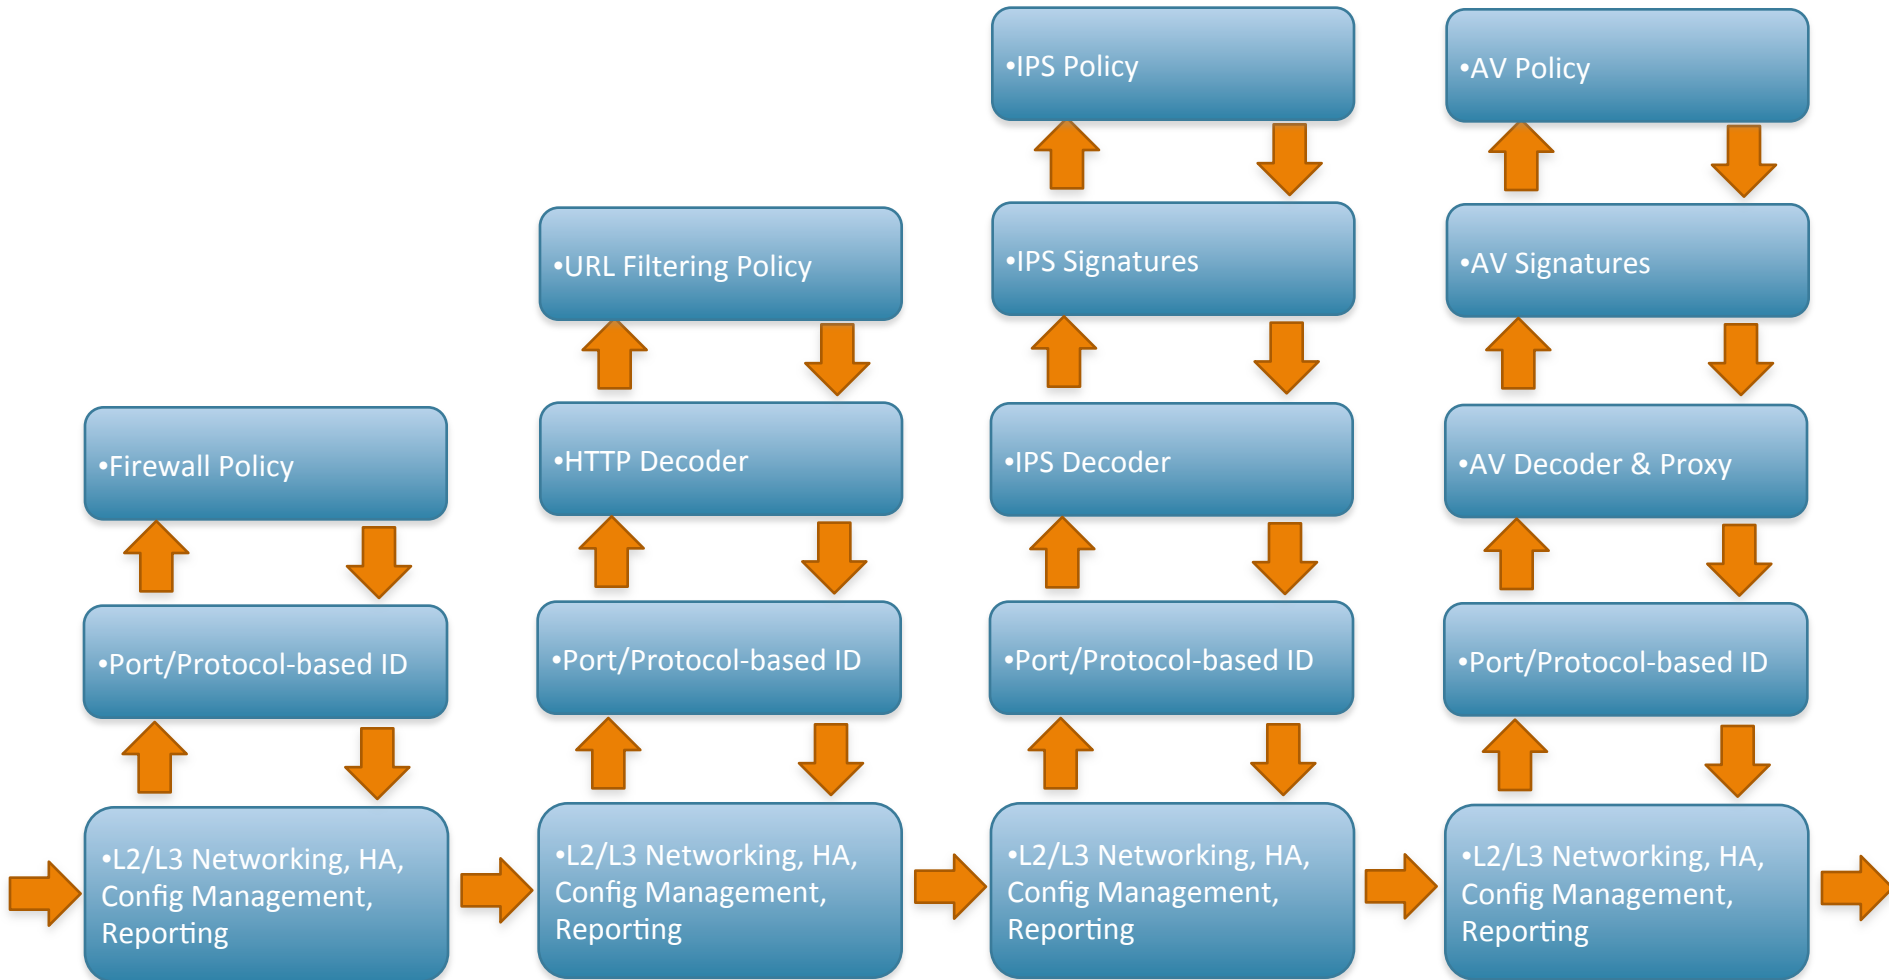 •IPS Policy
•AV Policy
•URL Filtering Policy
•IPS Signatures
•AV Signatures
•Firewall Policy
•HTTP Decoder
•IPS Decoder
•AV Decoder & Proxy
•Port/Protocol-based ID
•Port/Protocol-based ID
•Port/Protocol-based ID
•Port/Protocol-based ID
•L2/L3 Networking, HA,
Config Management,
Reporting
•L2/L3 Networking, HA,
Config Management,
Reporting
•L2/L3 Networking, HA,
Config Management,
Reporting
•L2/L3 Networking, HA,
Config Management,
Reporting